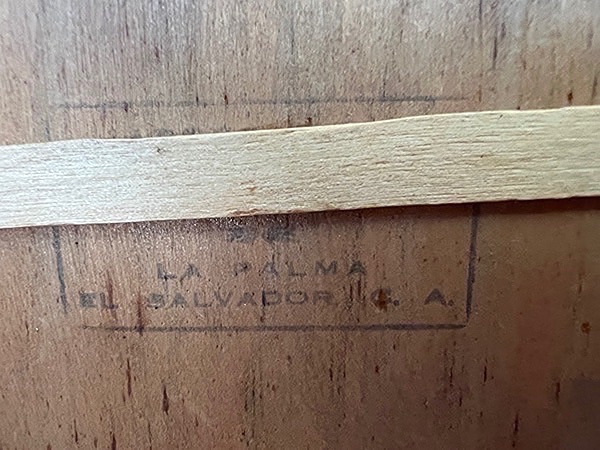 LA PALMA
EL SALVADOR, C. A.